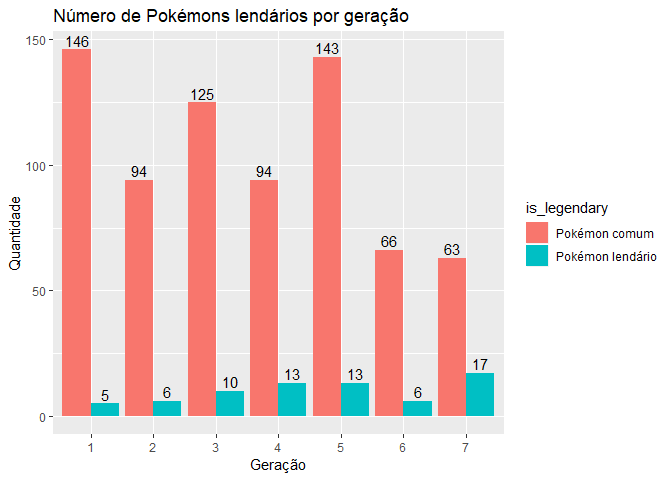 Número de Pokémons lendários por geração
150
100
50
0
Quantidade
146
5
94
6
125
10
94
13
143
13
66
6
63
17
1 2 3 4 5 6 7
Geração
is_legendary
Pokémon comum
Pokémon lendário